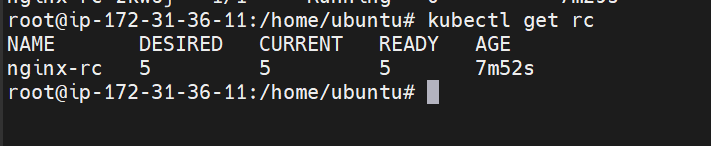 root@ip-172-31-36-11:/home/ubuntu# kubectl get rc
NAME DESIRED CURRENT READY AGE
nginx-rc 5 5 5 7m52s
root@ip-172-31-36-11:/home/ubuntu#